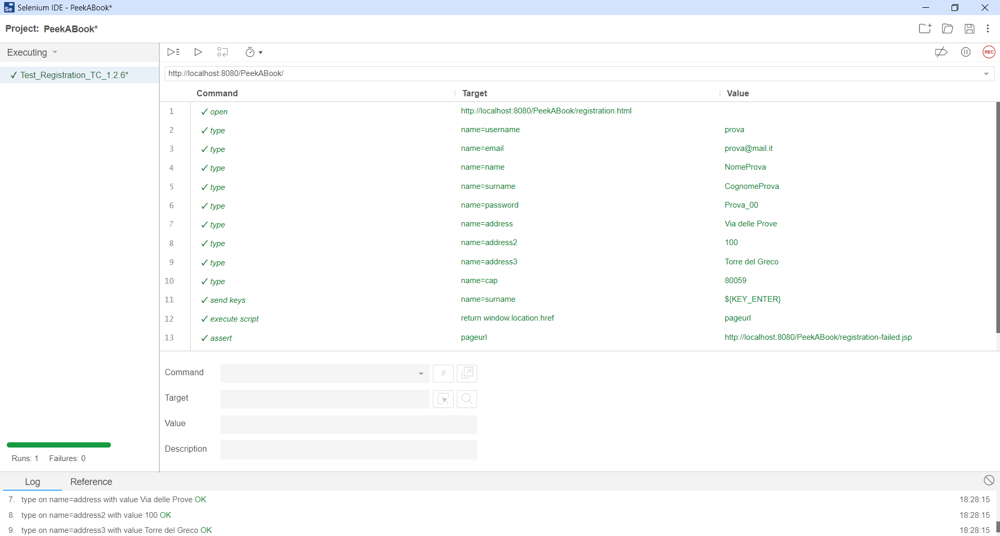 Selenium IDE - PeekABook*
Project: PeekABook*
Executing
✓ Test_Registration_TC_1.2.6*
REC
http://localhost:8080/PeekABook/
Command Target Value
1 ✓ open http://localhost:8080/PeekABook/registration.html
2 ✓ type name=username prova
3 ✓ type name=email prova@mail.it
4 ✓ type name=name NomeProva
5 ✓ type name=surname CognomeProva
6 ✓ type name=password Prova_00
7 ✓ type name=address Via delle Prove
8 ✓ type name=address2 100
9 ✓ type name=address3 Torre del Greco
10 ✓ type name=cap 80059
11 ✓ send keys name=surname ${KEY_ENTER}
12 ✓ execute script return window.location.href pageurl
13 ✓ assert pageurl http://localhost:8080/PeekABook/registration-failed.jsp
Command //
Target
Value
Description
Runs: 1 Failures: 0
Log Reference
7. type on name=address with value Via delle Prove OK 18:28:15
8. type on name=address2 with value 100 OK 18:28:15
9. type on name=address3 with value Torre del Greco OK 18:28:15